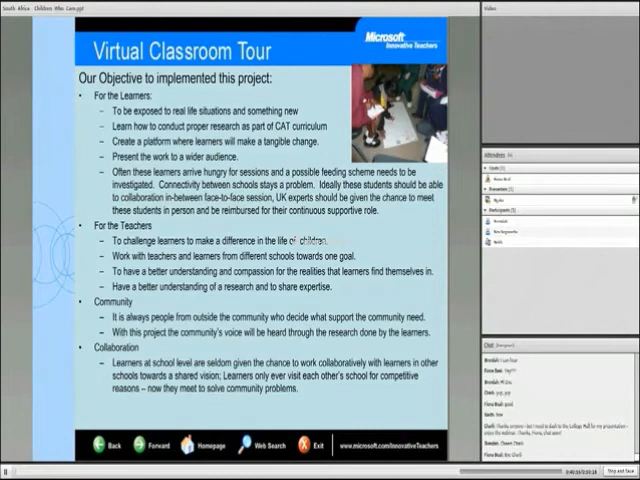 South Africa Children Who Care.ppt
Video
Microsoft
Innovative Teachers
Virtual Classroom Tour
Our Objective to implemented this project:
• For the Learners:
– To be exposed to real life situations and something new
– Learn how to conduct proper research as part of CAT curriculum
– Create a platform where learners will make a tangible change.
– Present the work to a wider audience.
– Often these learners arrive hungry for sessions and a possible feeding scheme needs to be
investigated. Connectivity between schools stays a problem. Ideally these students should be able
to collaboration in-between face-to-face session, UK experts should be given the chance to meet
these students in person and be reimbursed for their continuous supportive role.
• For the Teachers
– To challenge learners to make a difference in the life of children.
– Work with teachers and learners from different schools towards one goal.
– To have a better understanding and compassion for the realities that learners find themselves in.
– Have a better understanding of a research and to share expertise.
• Community
– It is always people from outside the community who decide what support the community need.
– With this project the community's voice will be heard through the research done by the learners.
• Collaboration
– Learners at school level are seldom given the chance to work collaboratively with learners in other
schools towards a shared vision; Learners only ever visit each other's school for competitive
reasons – now they meet to solve community problems.
Back Forward Homepage Web Search Exit www.microsoft.com/InnovativeTeachers
Attendees
Chat
Stop and Save